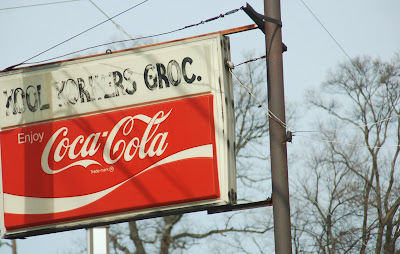 KOOL KORNERS GROC.
Enjoy
Coca-Cola
Trade-mark ®